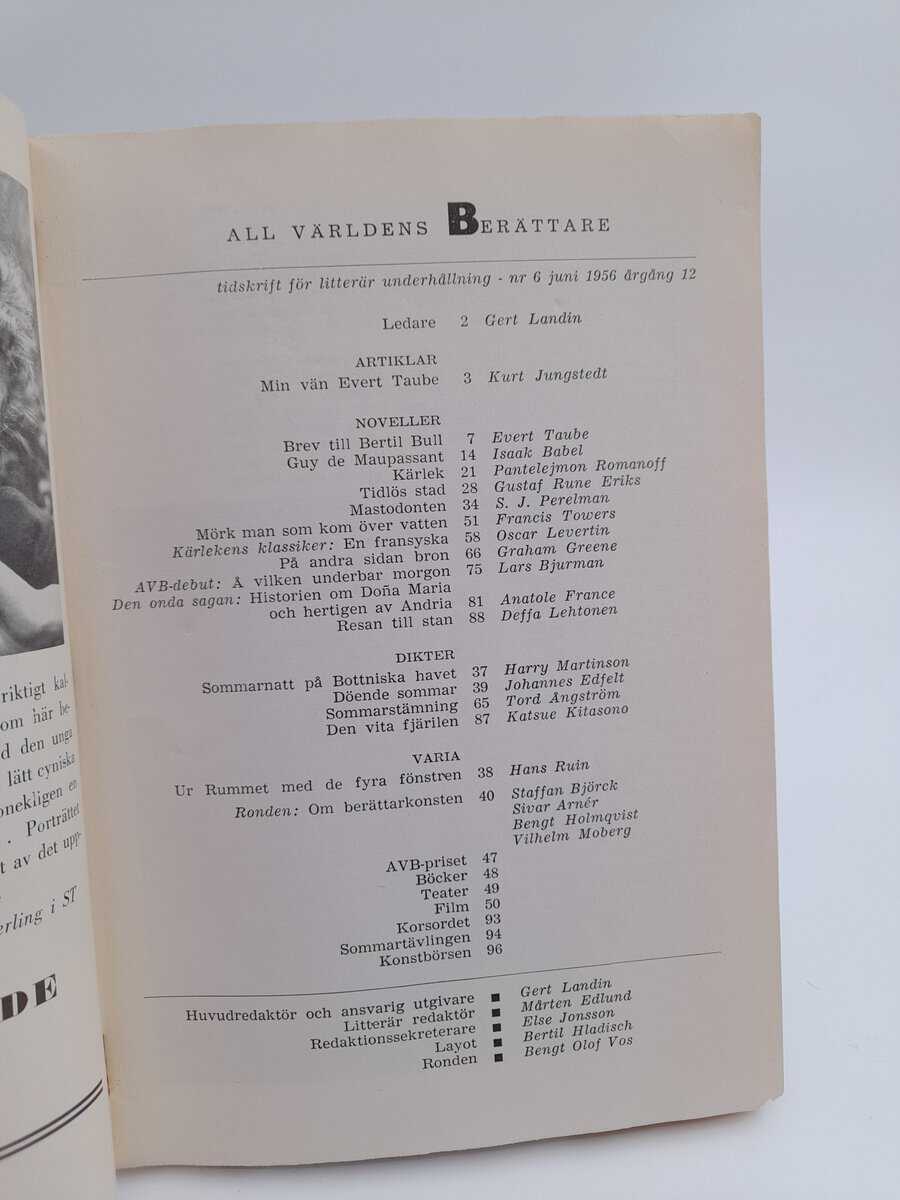 riktigt kal-
om här be-
d den unga
lätt cyniska
onekligen en
. Porträttet
t av det upp-
erling i ST
DE
ALL VÄRLDENS BERÄTTARE
tidskrift för litterär underhållning - nr 6 juni 1956 årgång 12
Ledare 2 Gert Landin
ARTIKLAR
Min vän Evert Taube 3 Kurt Jungstedt
NOVELLER
Brev till Bertil Bull 7 Evert Taube
Guy de Maupassant 14 Isaak Babel
Kärlek 21 Pantelejmon Romanoff
Tidlös stad 28 Gustaf Rune Eriks
Mastodonten 34 S. J. Perelman
Mörk man som kom över vatten 51 Francis Towers
Kärlekens klassiker: En fransyska 58 Oscar Levertin
På andra sidan bron 66 Graham Greene
AVB-debut: Å vilken underbar morgon 75 Lars Bjurman
Den onda sagan: Historien om Doña Maria
och hertigen av Andria 81 Anatole France
Resan till stan 88 Deffa Lehtonen
DIKTER
Sommarnatt på Bottniska havet 37 Harry Martinson
Döende sommar 39 Johannes Edfelt
Sommarstämning 65 Tord Ångström
Den vita fjärilen 87 Katsue Kitasono
VARIA
Ur Rummet med de fyra fönstren 38 Hans Ruin
Ronden: Om berättarkonsten 40 Staffan Björck
Sivar Arnér
Bengt Holmqvist
Vilhelm Moberg
AVB-priset 47
Böcker 48
Teater 49
Film 50
Korsordet 93
Sommartävlingen 94
Konstbörsen 96
Huvudredaktör och ansvarig utgivare ■ Gert Landin
Litterär redaktör ■ Mårten Edlund
Redaktionssekreterare ■ Else Jonsson
Layot ■ Bertil Hladisch
Ronden ■ Bengt Olof Vos